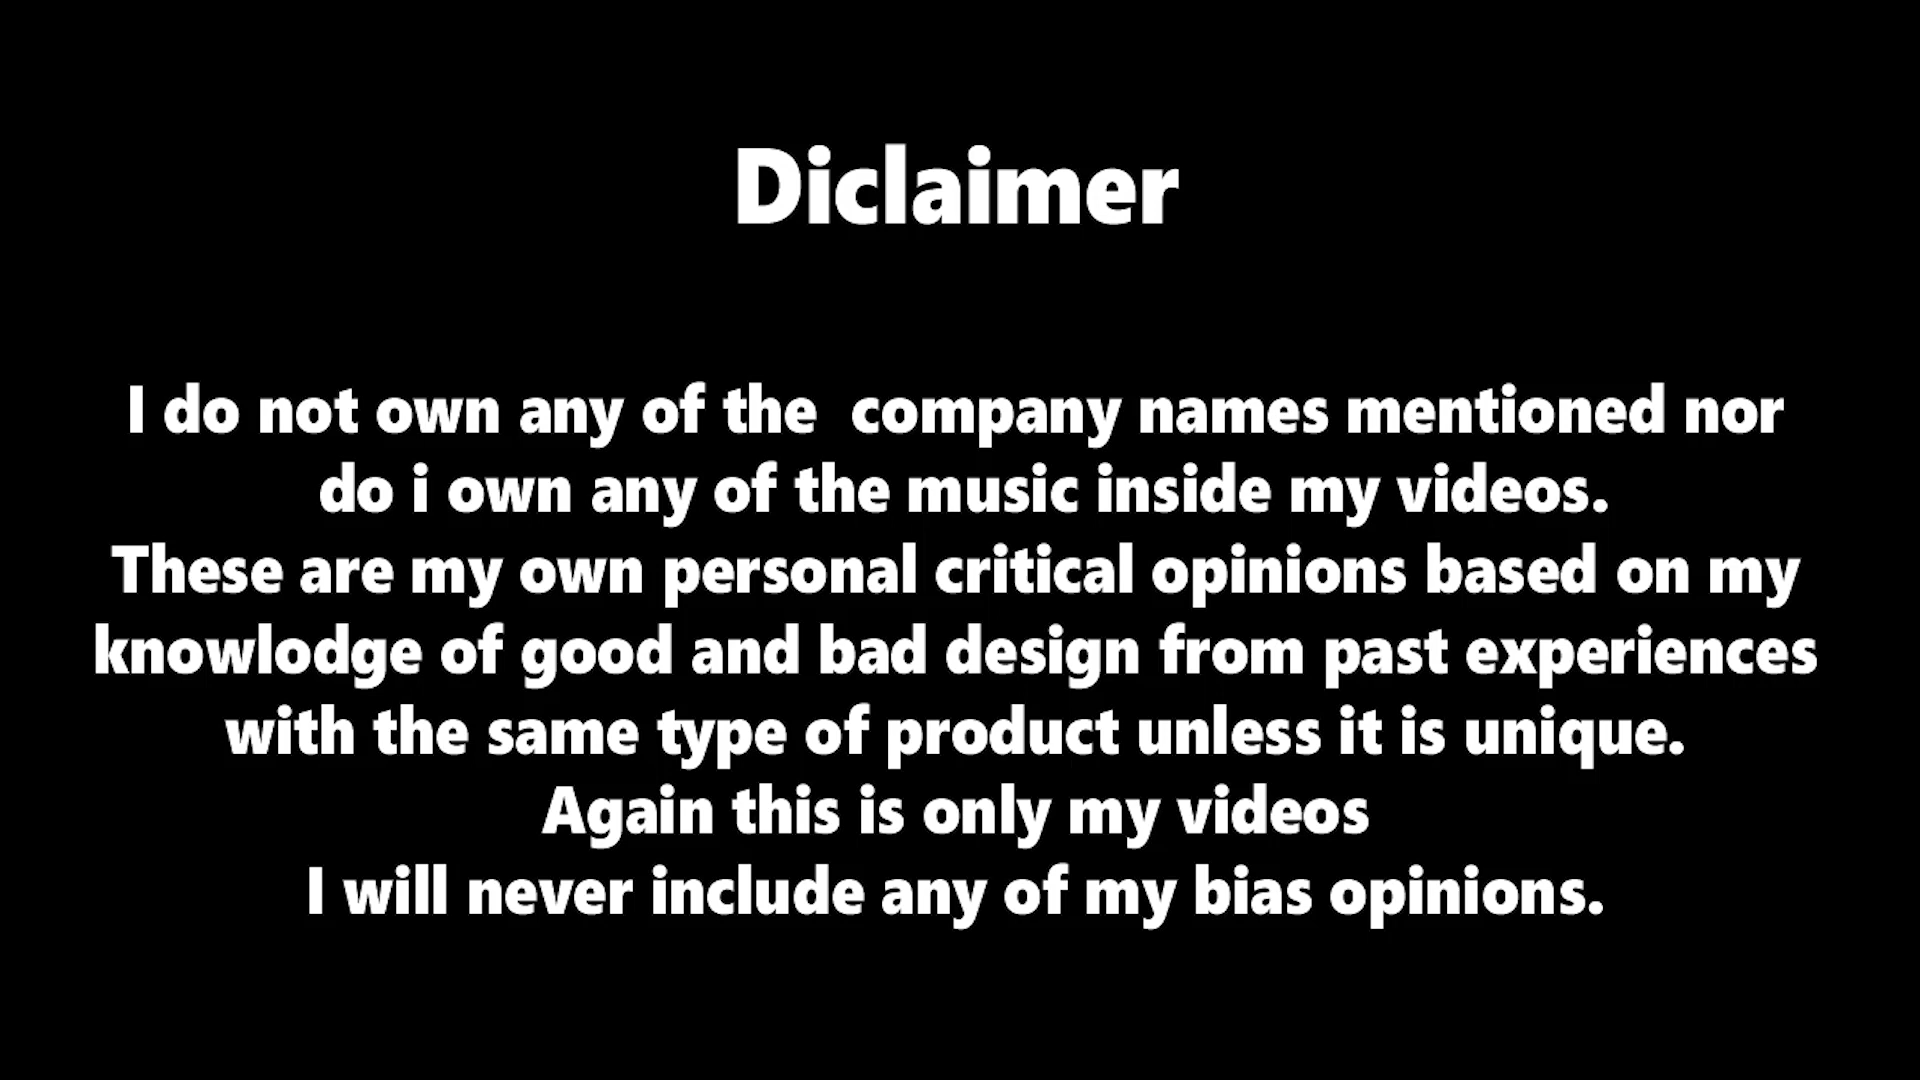 Diclaimer
I do not own any of the  company names mentioned nor
do i own any of the music inside my videos.
These are my own personal critical opinions based on my
knowlodge of good and bad design from past experiences
with the same type of product unless it is unique.
Again this is only my videos
I will never include any of my bias opinions.